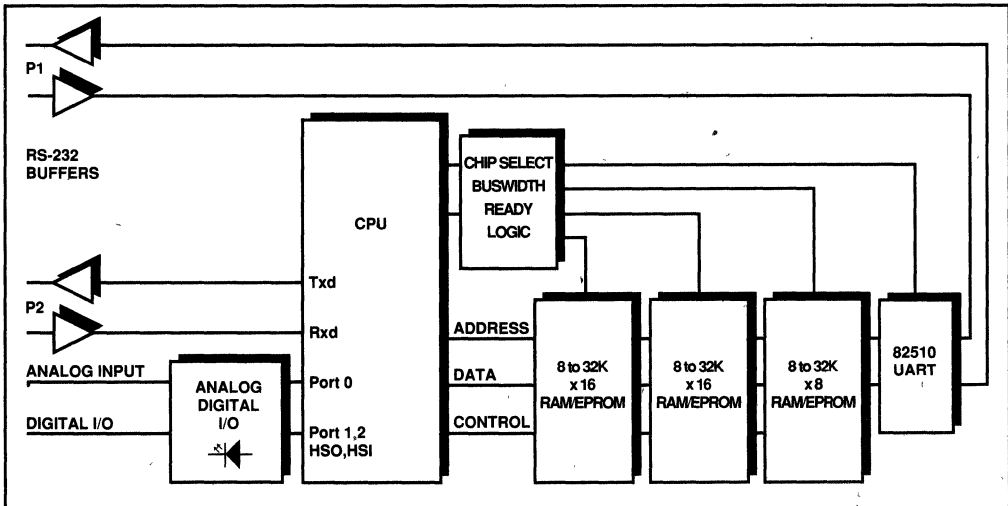 P1
RS-232
BUFFERS
P2
ANALOG INPUT
DIGITAL I/O
ANALOG
DIGITAL
I/O
CPU
Txd
Rxd
Port 0
Port 1,2
HSO,HSI
CHIP SELECT
BUSWIDTH
READY
LOGIC
ADDRESS
DATA
CONTROL
8 to 32K
x 16
RAM/EPROM
8 to 32K
x 16
RAM/EPROM
8 to 32K
x 8
RAM/EPROM
82510
UART